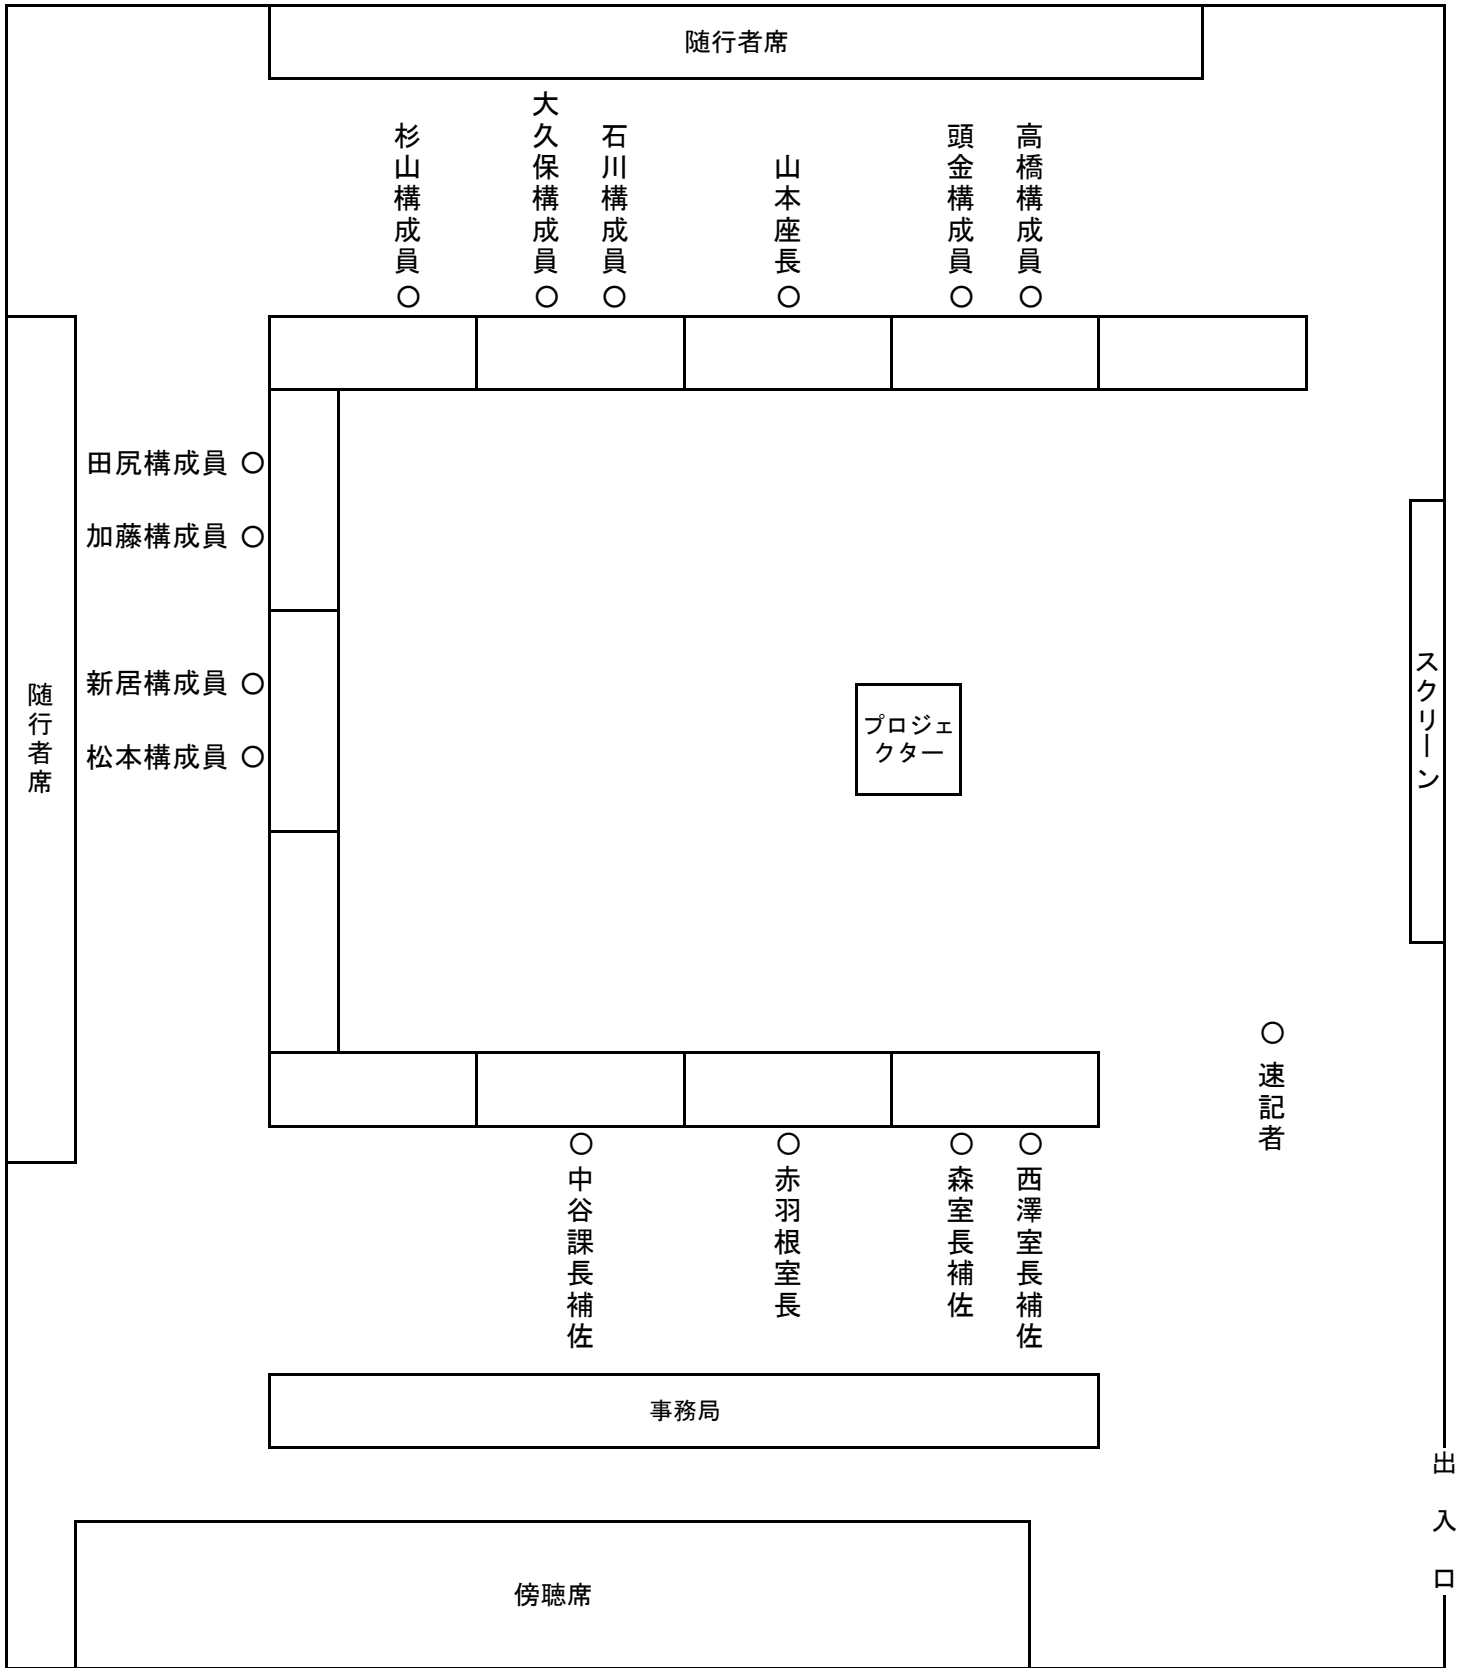 随行者席
杉山構成員 ○
大久保構成員 ○
石川構成員 ○
山本座長 ○
頭金構成員 ○
高橋構成員 ○
田尻構成員 ○
加藤構成員 ○
新居構成員 ○
松本構成員 ○
随行者席
プロジェ
クター
スクリーン
○ 速記者
○ 中谷課長補佐
○ 赤羽根室長
○ 森室長補佐
○ 西澤室長補佐
事務局
出入口
傍聴席